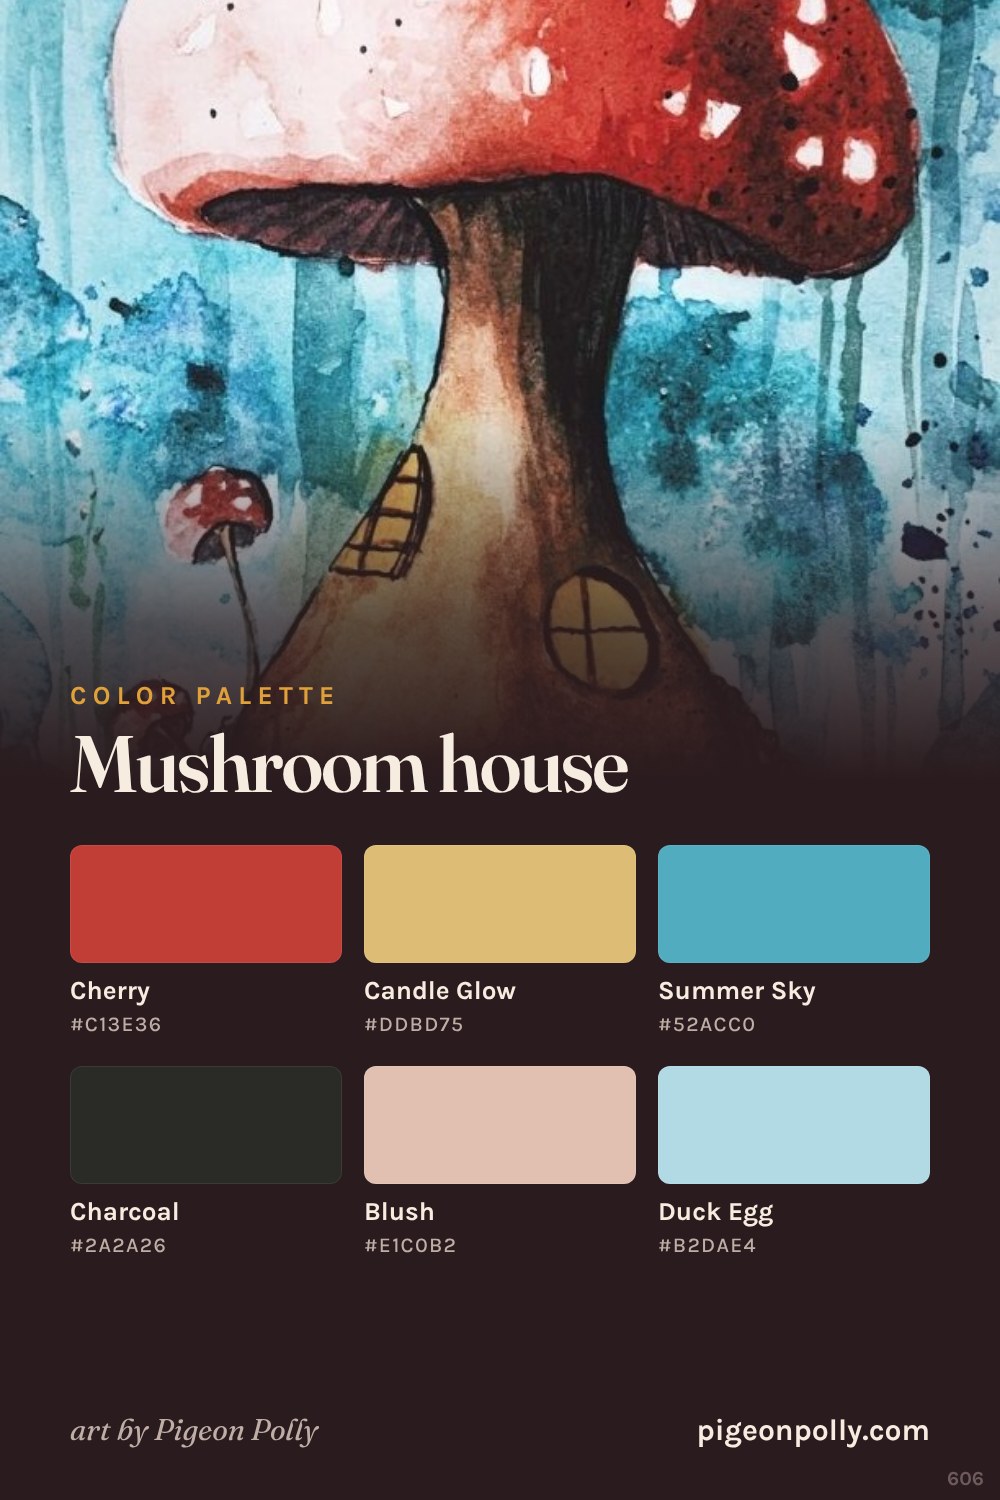 COLOR PALETTE
Mushroom house
Cherry
#C13E36
Candle Glow
#DDBD75
Summer Sky
#52ACC0
Charcoal
#2A2A26
Blush
#E1C0B2
Duck Egg
#B2DAE4
art by Pigeon Polly
pigeonpolly.com
606